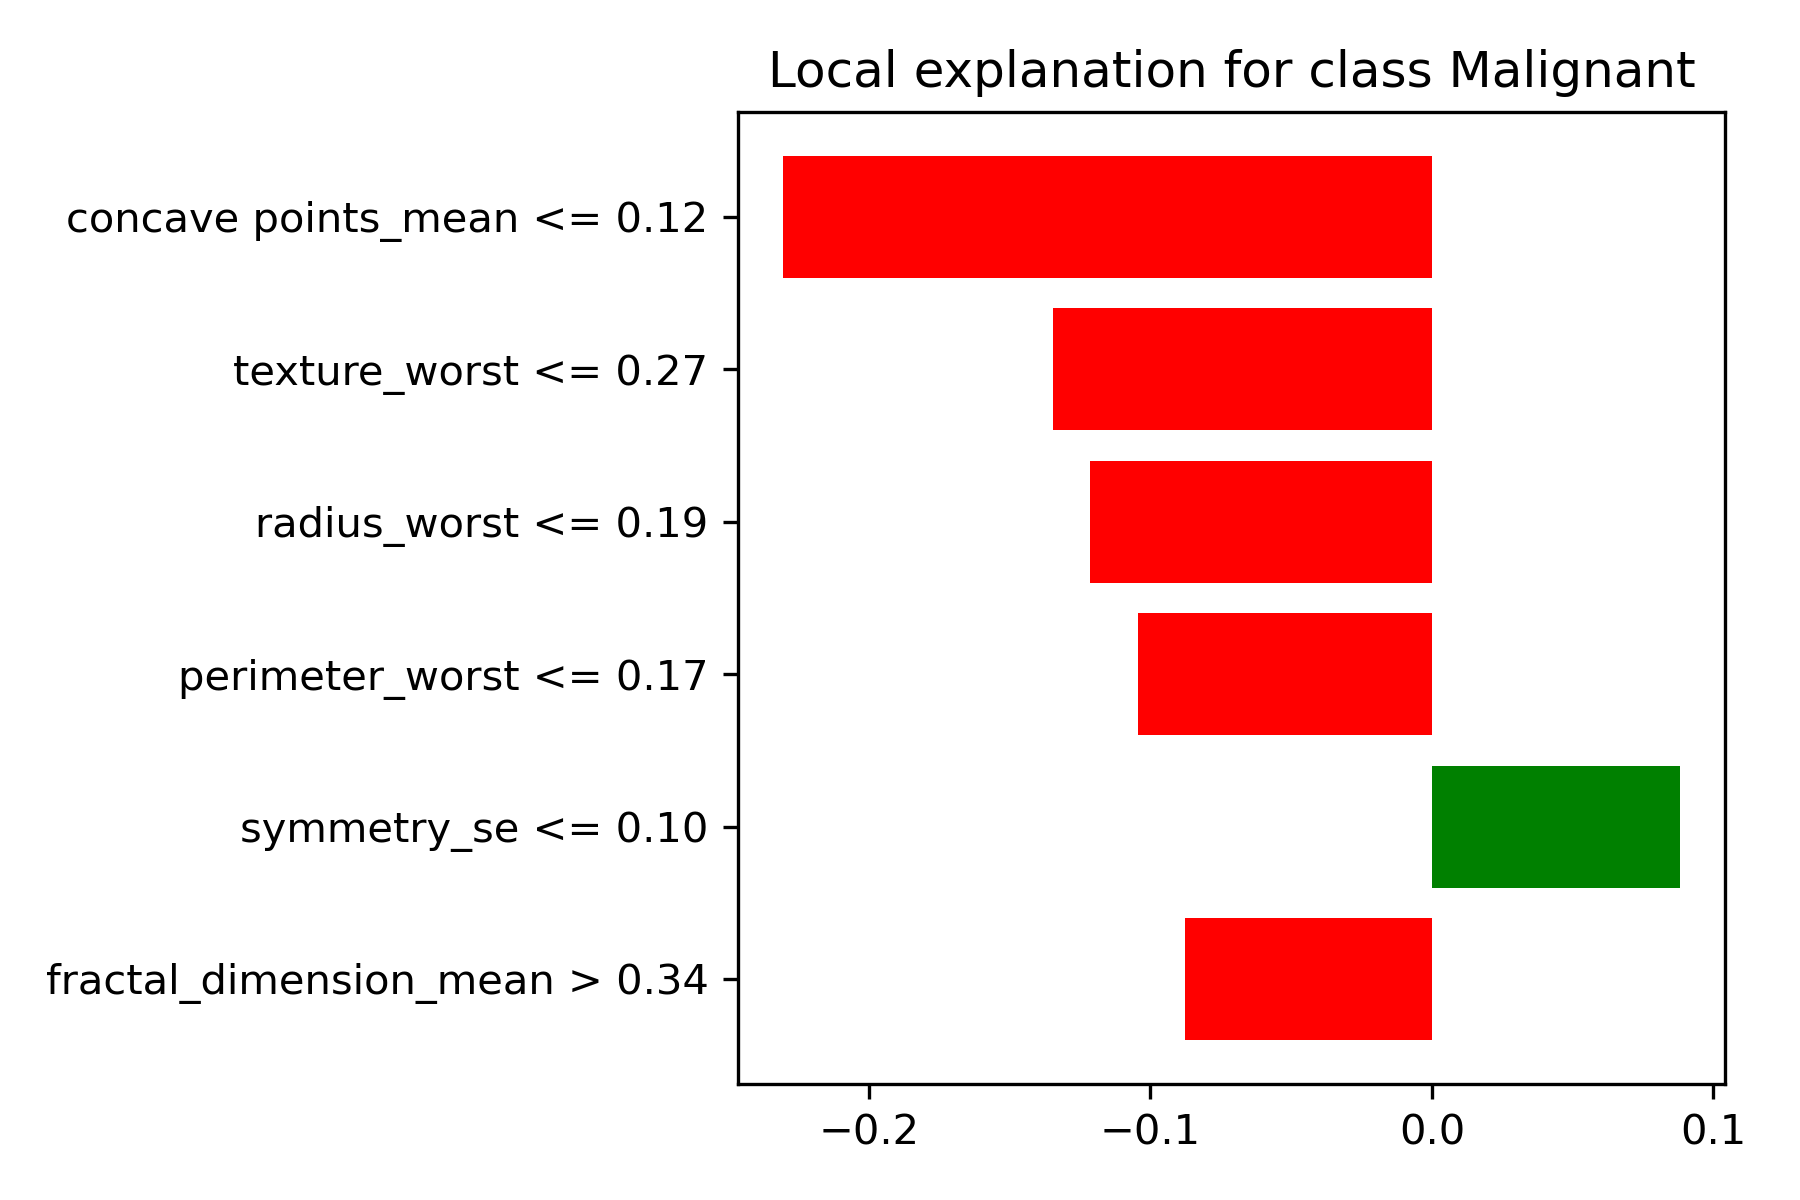 Local explanation for class Malignant
concave points_mean <= 0.12
texture_worst <= 0.27
radius_worst <= 0.19
perimeter_worst <= 0.17
symmetry_se <= 0.10
fractal_dimension_mean > 0.34
−0.2 −0.1 0.0 0.1